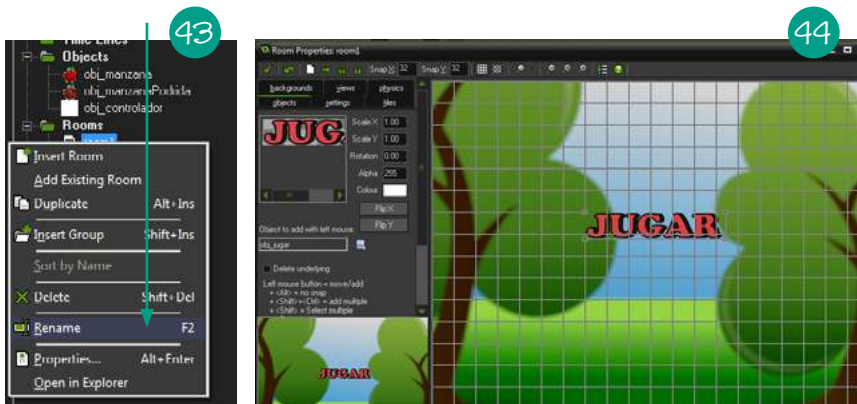 43
Time Lines
Objects
obj_manzana
obj_manzanaPodrida
obj_controlador
Rooms
room1
Insert Room
Add Existing Room
Duplicate Alt+Ins
Insert Group Shift+Ins
Sort by Name
Delete Shift+Del
Rename F2
Properties... Alt+Enter
Open in Explorer
44
Room Properties: room1
Snap X: 32 Snap Y: 32
backgrounds views physics
objects settings tiles
JUG
Scale X 1.00
Scale Y 1.00
Rotation 0.00
Alpha 255
Colour
Flip X
Flip Y
Object to add with left mouse:
obj_jugar
Delete underlying
Left mouse button = move/add
+ <Alt> = no snap
+ <Shift>+<Ctrl> = add multiple
+ <Shift> = Select multiple
JUGAR
JUGAR